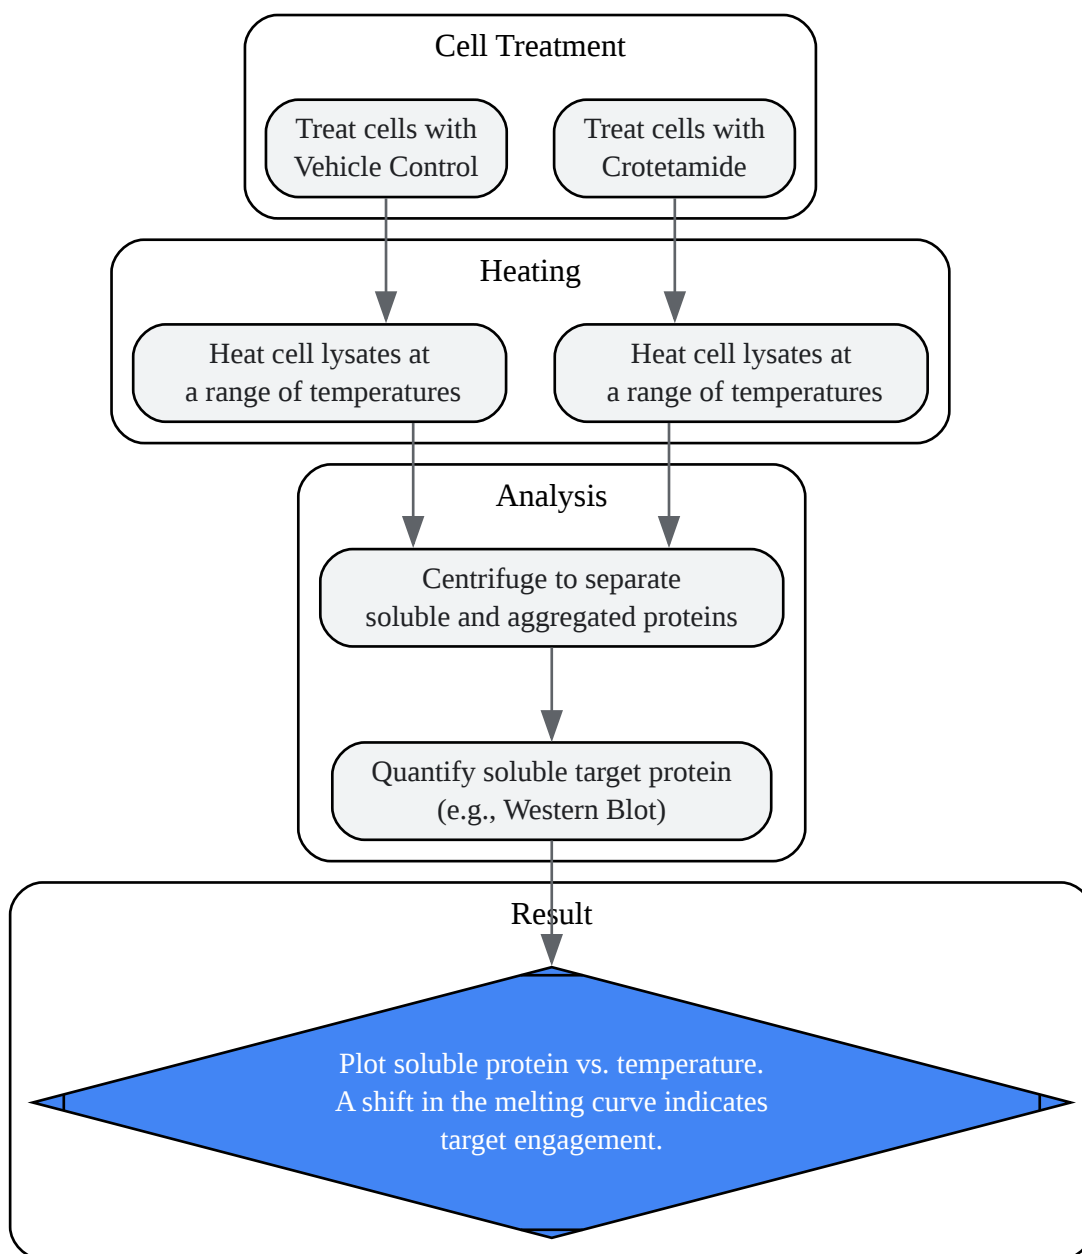 Cell Treatment
Treat cells with
Vehicle Control
Treat cells with
Crotetamide
Heating
Heat cell lysates at
a range of temperatures
Heat cell lysates at
a range of temperatures
Analysis
Centrifuge to separate
soluble and aggregated proteins
Quantify soluble target protein
(e.g., Western Blot)
Result
Plot soluble protein vs. temperature.
A shift in the melting curve indicates
target engagement.